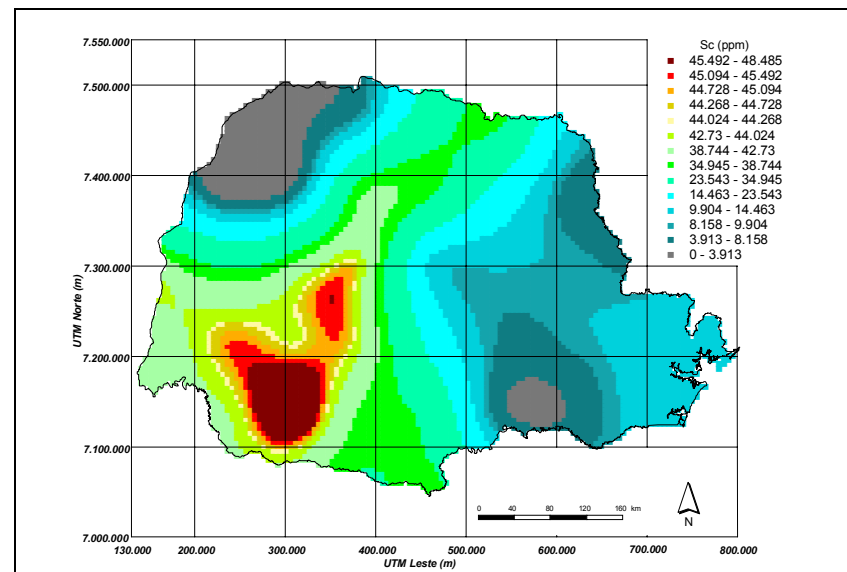 7.550.000
7.500.000
7.400.000
7.300.000
7.200.000
7.100.000
7.000.000
UTM Norte (m)
130.000 200.000 300.000 400.000 500.000 600.000 700.000 800.000
UTM Leste (m)
Sc (ppm)
45.492 - 48.485
45.094 - 45.492
44.728 - 45.094
44.268 - 44.728
44.024 - 44.268
42.73 - 44.024
38.744 - 42.73
34.945 - 38.744
23.543 - 34.945
14.463 - 23.543
9.904 - 14.463
8.158 - 9.904
3.913 - 8.158
0 - 3.913
0 40 80 120 160 km
N